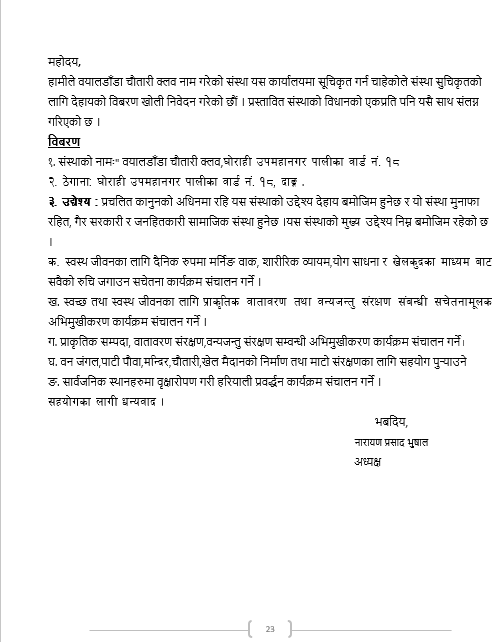 महोदय,
हामीले वयालडाँडा चौतारी क्लव नाम गरेको संस्था यस कार्यालयमा सूचिकृत गर्न चाहेकोले संस्था सुचिकृतको
लागि देहायको विबरण खोली निवेदन गरेको छौं । प्रस्तावित संस्थाको विधानको एकप्रति पनि यसै साथ संलग्न
गरिएको छ ।
विबरण
१. संस्थाको नामः" वयालडाँडा चौतारी क्लव,घोराही उपमहानगर पालीका वार्ड नं. १८
२. ठेगाना: घोराही उपमहानगर पालीका वार्ड नं. १८, दाङ .
३. उद्येश्य : प्रचलित कानुनको अधिनमा रहि यस संस्थाको उद्देश्य देहाय बमोजिम हुनेछ र यो संस्था मुनाफा
रहित, गैर सरकारी र जनहितकारी सामाजिक संस्था हुनेछ ।यस संस्थाको मुख्य उद्देश्य निम्न बमोजिम रहेको छ
।
क. स्वस्थ जीवनका लागि दैनिक रुपमा मर्निङ वाक, शारीरिक व्यायम,योग साधना र खेलकुदका माध्यम बाट
सवैको रुचि जगाउन सचेतना कार्यक्रम संचालन गर्ने ।
ख. स्वच्छ तथा स्वस्थ जीवनका लागि प्राकृतिक वातावरण तथा वन्यजन्तु संरक्षण संबन्धी सचेतनामूलक
अभिमुखीकरण कार्यक्रम संचालन गर्ने ।
ग. प्राकृतिक सम्पदा, वातावरण संरक्षण,वन्यजन्तु संरक्षण सम्वन्धी अभिमुखीकरण कार्यक्रम संचालन गर्ने।
घ. वन जंगल,पाटी पौवा,मन्दिर,चौतारी,खेल मैदानको निर्माण तथा माटो संरक्षणका लागि सहयोग पुऱ्याउने
ङ. सार्वजनिक स्थानहरुमा वृक्षारोपण गरी हरियाली प्रवर्द्धन कार्यक्रम संचालन गर्ने ।
सहयोगका लागी धन्यवाद ।
भबदिय,
नारायण प्रसाद भुषाल
अध्यक्ष
23